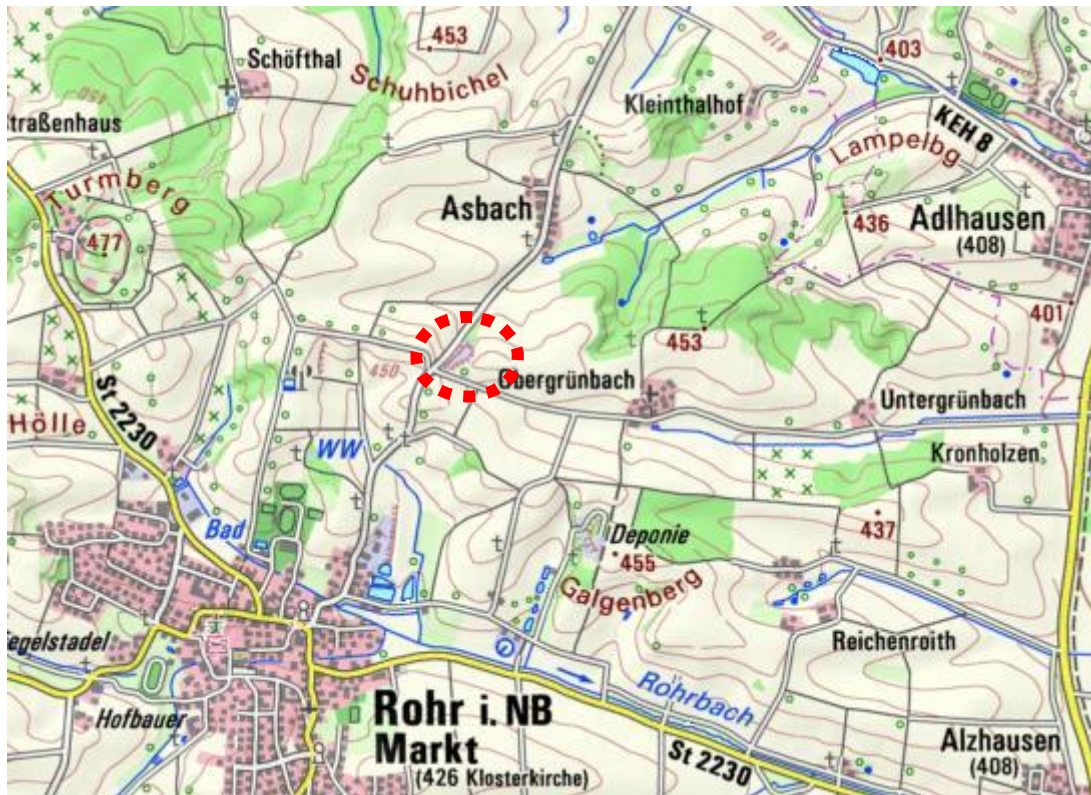 453
403
410
Schöfthal
Schuhbichel
450
Kleinthalhof
KEH 8
traßenhaus
Lampelbg
Turmberg
Asbach
436
Adlhausen
(408)
477
401
453
450
Obergrünbach
St 2230
Untergrünbach
Hölle
WW
Kronholzen
Bad
437
Deponie
455
Galgenberg
egelstadel
Reichenroith
Rohrbach
Hofbauer
Rohr i. NB
Markt
(426 Klosterkirche)
St 2230
Alzhausen
(408)